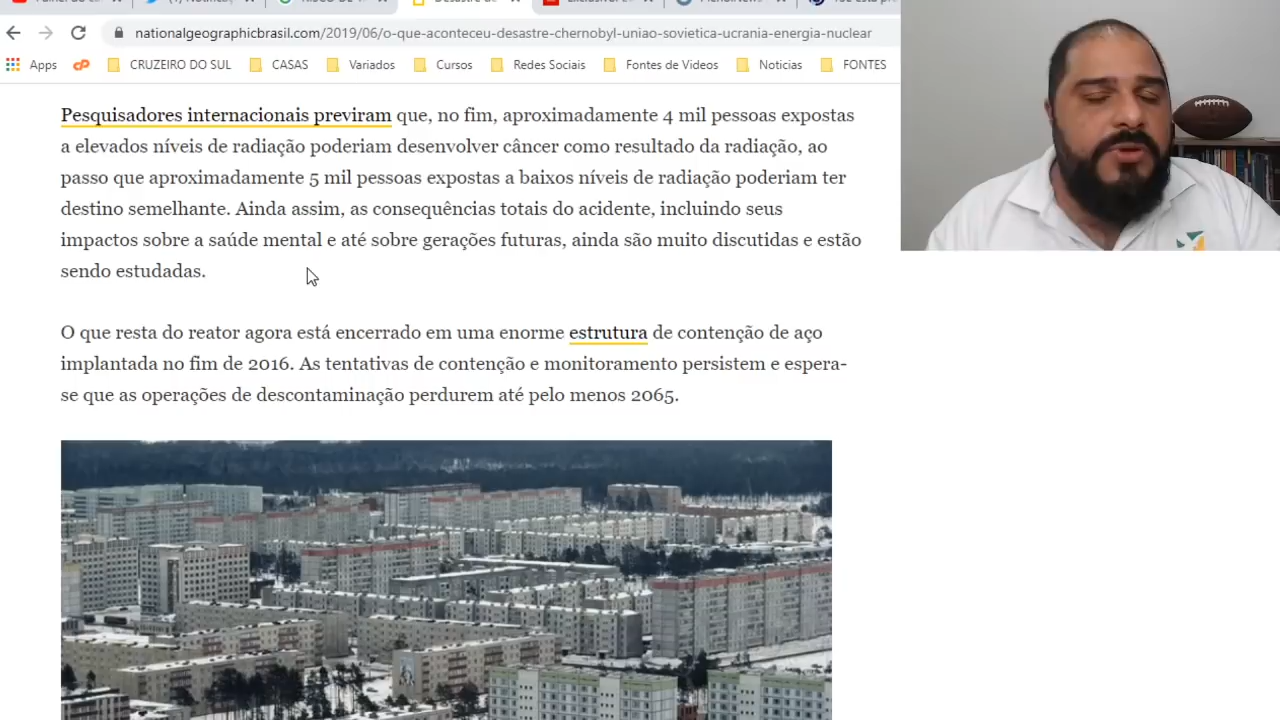 nationalgeographicbrasil.com/2019/06/o-que-aconteceu-desastre-chernobyl-uniao-sovietica-ucrania-energia-nuclear
Apps CRUZEIRO DO SUL CASAS Variados Cursos Redes Sociais Fontes de Videos Noticias FONTES
Pesquisadores internacionais previram que, no fim, aproximadamente 4 mil pessoas expostas
a elevados níveis de radiação poderiam desenvolver câncer como resultado da radiação, ao
passo que aproximadamente 5 mil pessoas expostas a baixos níveis de radiação poderiam ter
destino semelhante. Ainda assim, as consequências totais do acidente, incluindo seus
impactos sobre a saúde mental e até sobre gerações futuras, ainda são muito discutidas e estão
sendo estudadas.
O que resta do reator agora está encerrado em uma enorme estrutura de contenção de aço
implantada no fim de 2016. As tentativas de contenção e monitoramento persistem e espera-
se que as operações de descontaminação perdurem até pelo menos 2065.